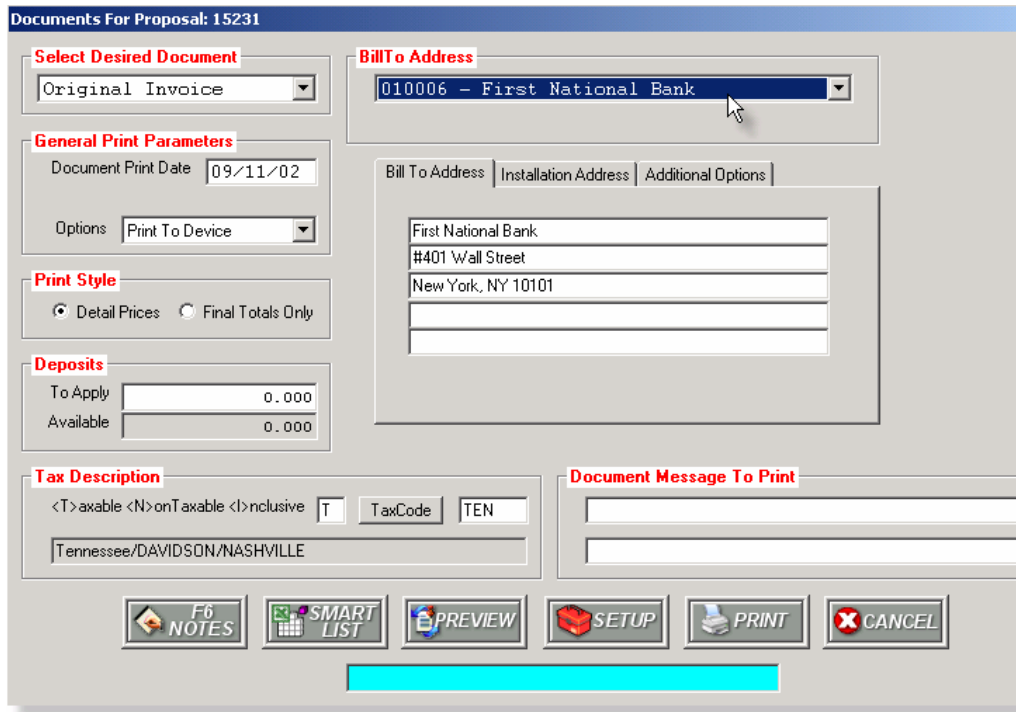 Documents For Proposal: 15231
Select Desired Document
Original Invoice
BillTo Address
010006 - First National Bank
General Print Parameters
Document Print Date 09/11/02
Options Print To Device
Bill To Address Installation Address Additional Options
First National Bank
#401 Wall Street
New York, NY 10101
Print Style
Detail Prices Final Totals Only
Deposits
To Apply 0.000
Available 0.000
Tax Description
<T>axable <N>onTaxable <I>nclusive T TaxCode TEN
Tennessee/DAVIDSON/NASHVILLE
Document Message To Print
F6 NOTES SMART LIST PREVIEW SETUP PRINT CANCEL